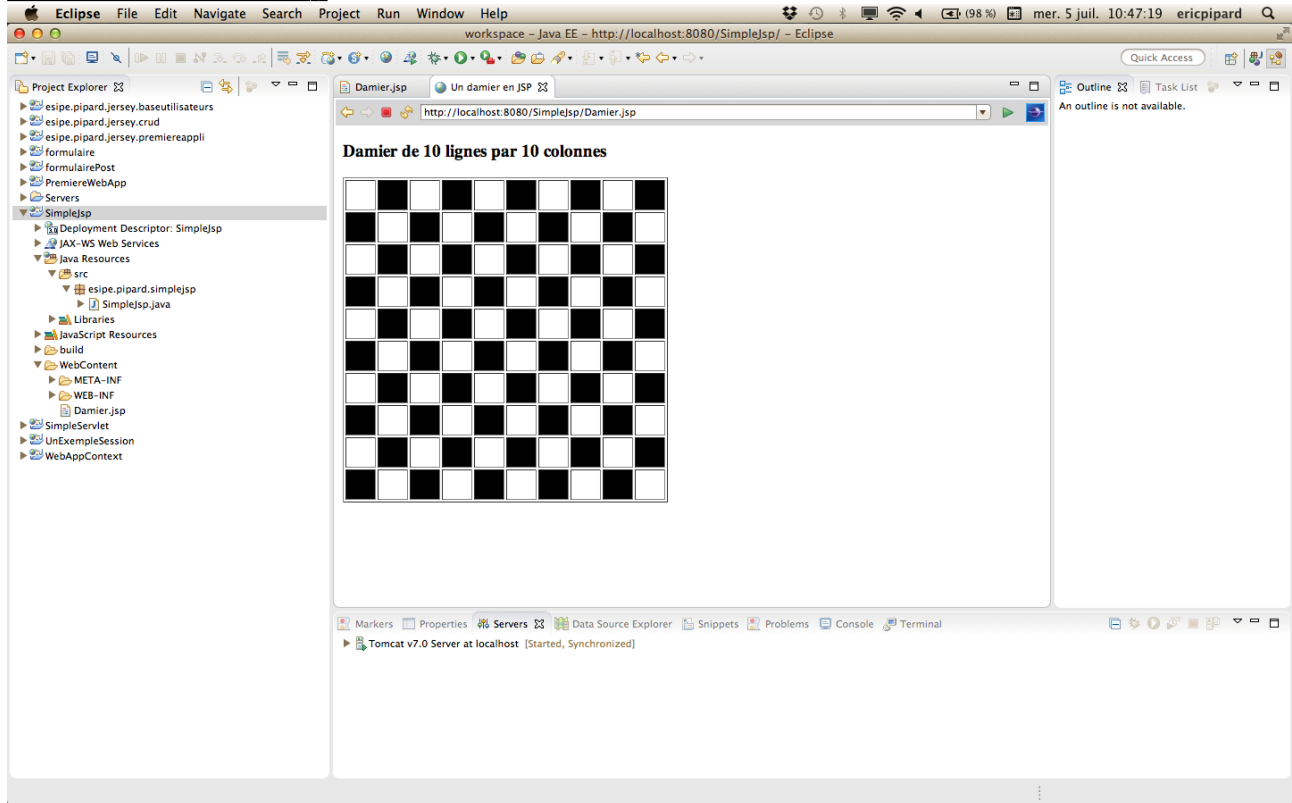 Eclipse File Edit Navigate Search Project Run Window Help (98 %) mer. 5 juil. 10:47:19 ericpipard
workspace – Java EE – http://localhost:8080/SimpleJsp/ – Eclipse
Quick Access
Project Explorer
esipe.pipard.jersey.baseutilisateurs
esipe.pipard.jersey.crud
esipe.pipard.jersey.premiereappli
formulaire
formulairePost
PremiereWebApp
Servers
SimpleJsp
Deployment Descriptor: SimpleJsp
JAX-WS Web Services
Java Resources
src
esipe.pipard.simplejsp
SimpleJsp.java
Libraries
JavaScript Resources
build
WebContent
META-INF
WEB-INF
Damier.jsp
SimpleServlet
UnExempleSession
WebAppContext
Damier.jsp Un damier en JSP
http://localhost:8080/SimpleJsp/Damier.jsp
Damier de 10 lignes par 10 colonnes
Outline Task List
An outline is not available.
Markers Properties Servers Data Source Explorer Snippets Problems Console Terminal
Tomcat v7.0 Server at localhost [Started, Synchronized]